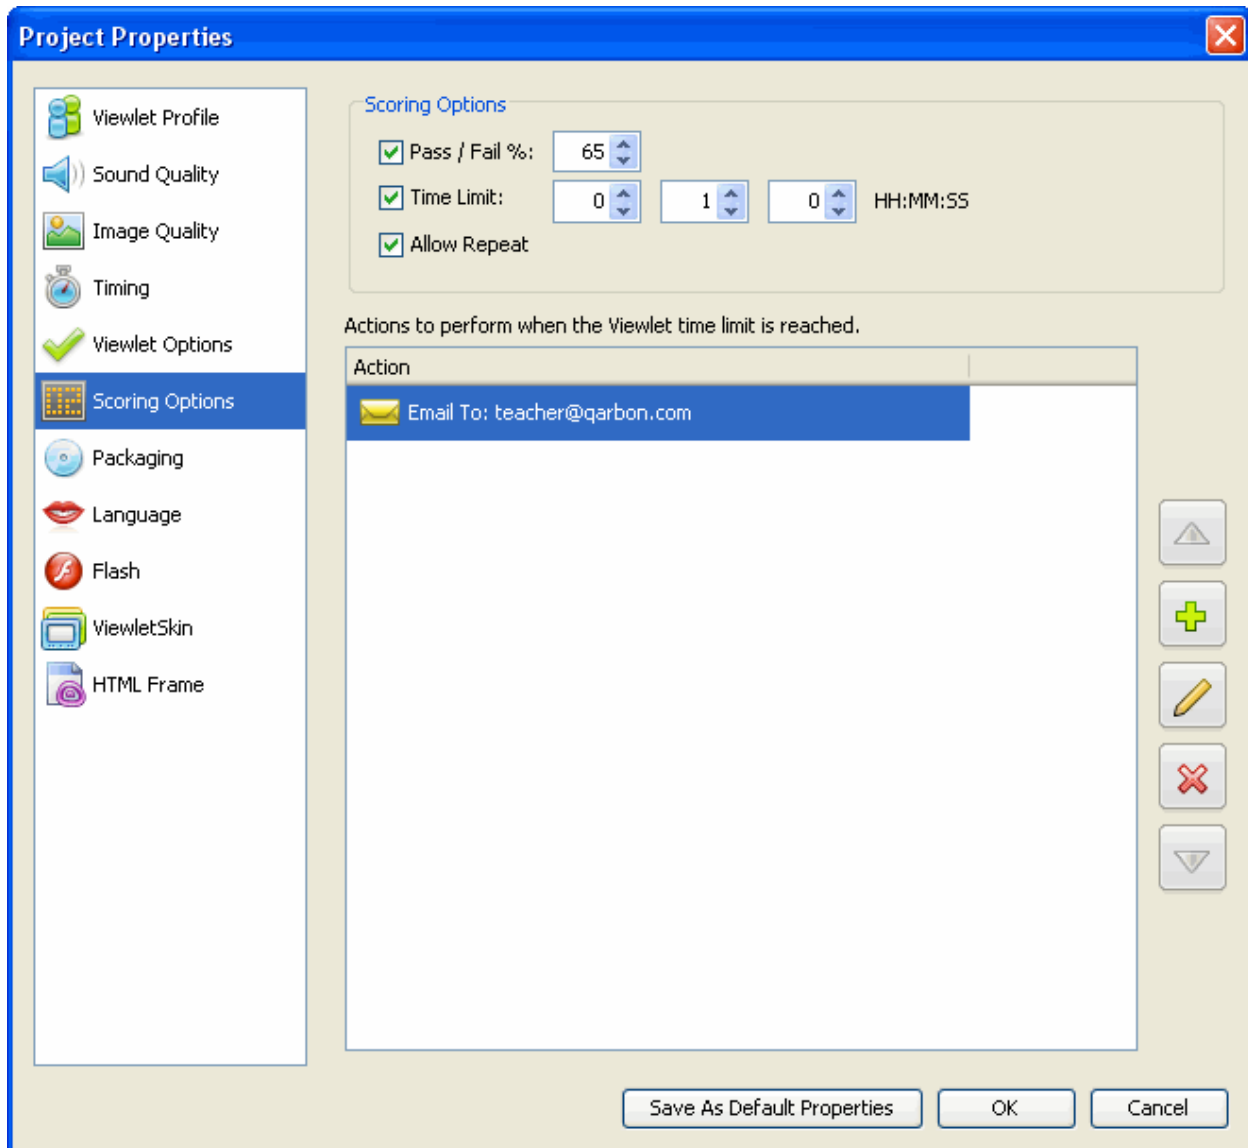 Project Properties
Viewlet Profile
Sound Quality
Image Quality
Timing
Viewlet Options
Scoring Options
Packaging
Language
Flash
ViewletSkin
HTML Frame
Scoring Options
Pass / Fail %: 65
Time Limit: 0 1 0 HH:MM:SS
Allow Repeat
Actions to perform when the Viewlet time limit is reached.
Action
Email To: teacher@qarbon.com
Save As Default Properties OK Cancel